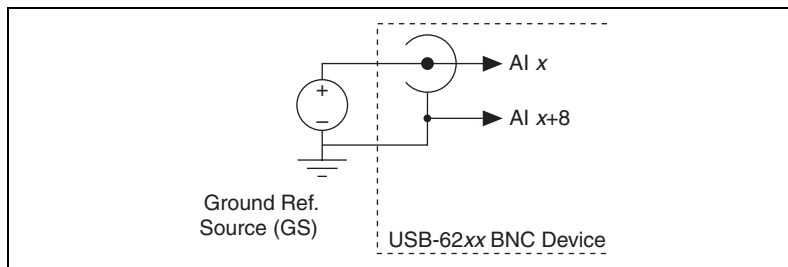 AI x
+
AI x+8
–
Ground Ref.
Source (GS)
USB-62xx BNC Device